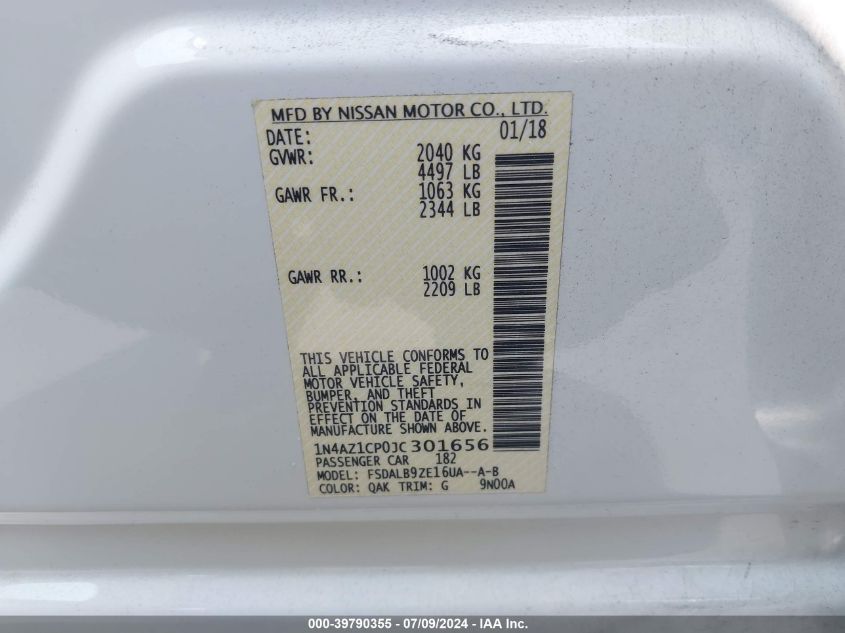 MFD BY NISSAN MOTOR CO., LTD.
DATE: 01/18
GVWR: 2040 KG
4497 LB
GAWR FR.: 1063 KG
2344 LB
GAWR RR.: 1002 KG
2209 LB
THIS VEHICLE CONFORMS TO
ALL APPLICABLE FEDERAL
MOTOR VEHICLE SAFETY,
BUMPER, AND THEFT
PREVENTION STANDARDS IN
EFFECT ON THE DATE OF
MANUFACTURE SHOWN ABOVE.
1N4AZ1CP0JC301656
PASSENGER CAR 182
MODEL: FSDALB9ZE16UA--A-B
COLOR: QAK TRIM: G 9N00A
000-39790355 - 07/09/2024 - IAA Inc.